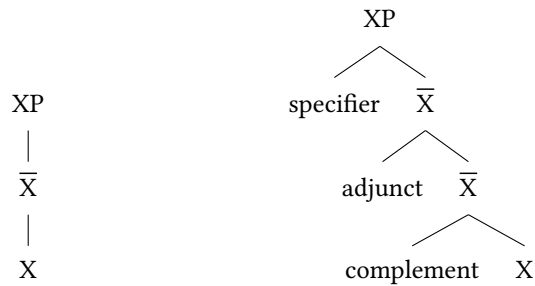 XP
XP
specifier X̅
X̅
adjunct X̅
X
complement X